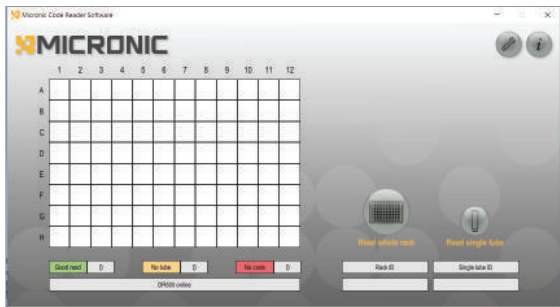 Micronic Code Reader Software
MICRONIC
1 2 3 4 5 6 7 8 9 10 11 12
A
B
C
D
E
F
G
H
Read whole rack
Read single tube
Good read 0 No tube 0 No code 0
Rack ID
Single tube ID
DR500 online